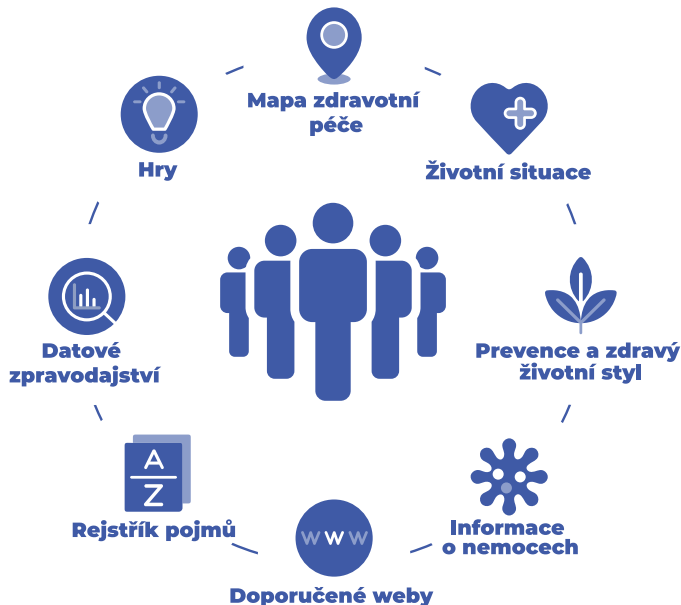 Mapa zdravotní
péče
Životní situace
Prevence a zdravý
životní styl
Informace
o nemocech
WWW
Doporučené weby
A
Z
Rejstřík pojmů
Datové
zpravodajství
Hry